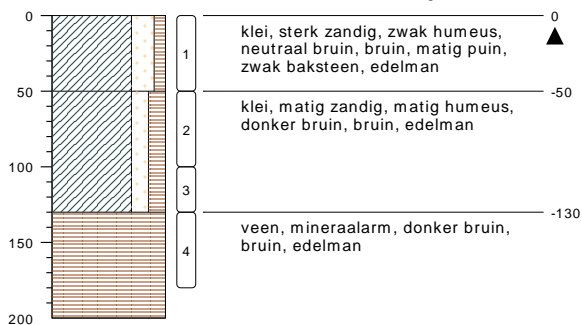 0
50
100
150
200
1
2
3
4
klei, sterk zandig, zwak humeus,
neutraal bruin, bruin, matig puin,
zwak baksteen, edelman
klei, matig zandig, matig humeus,
donker bruin, bruin, edelman
veen, mineraalarm, donker bruin,
bruin, edelman
0
-50
-130